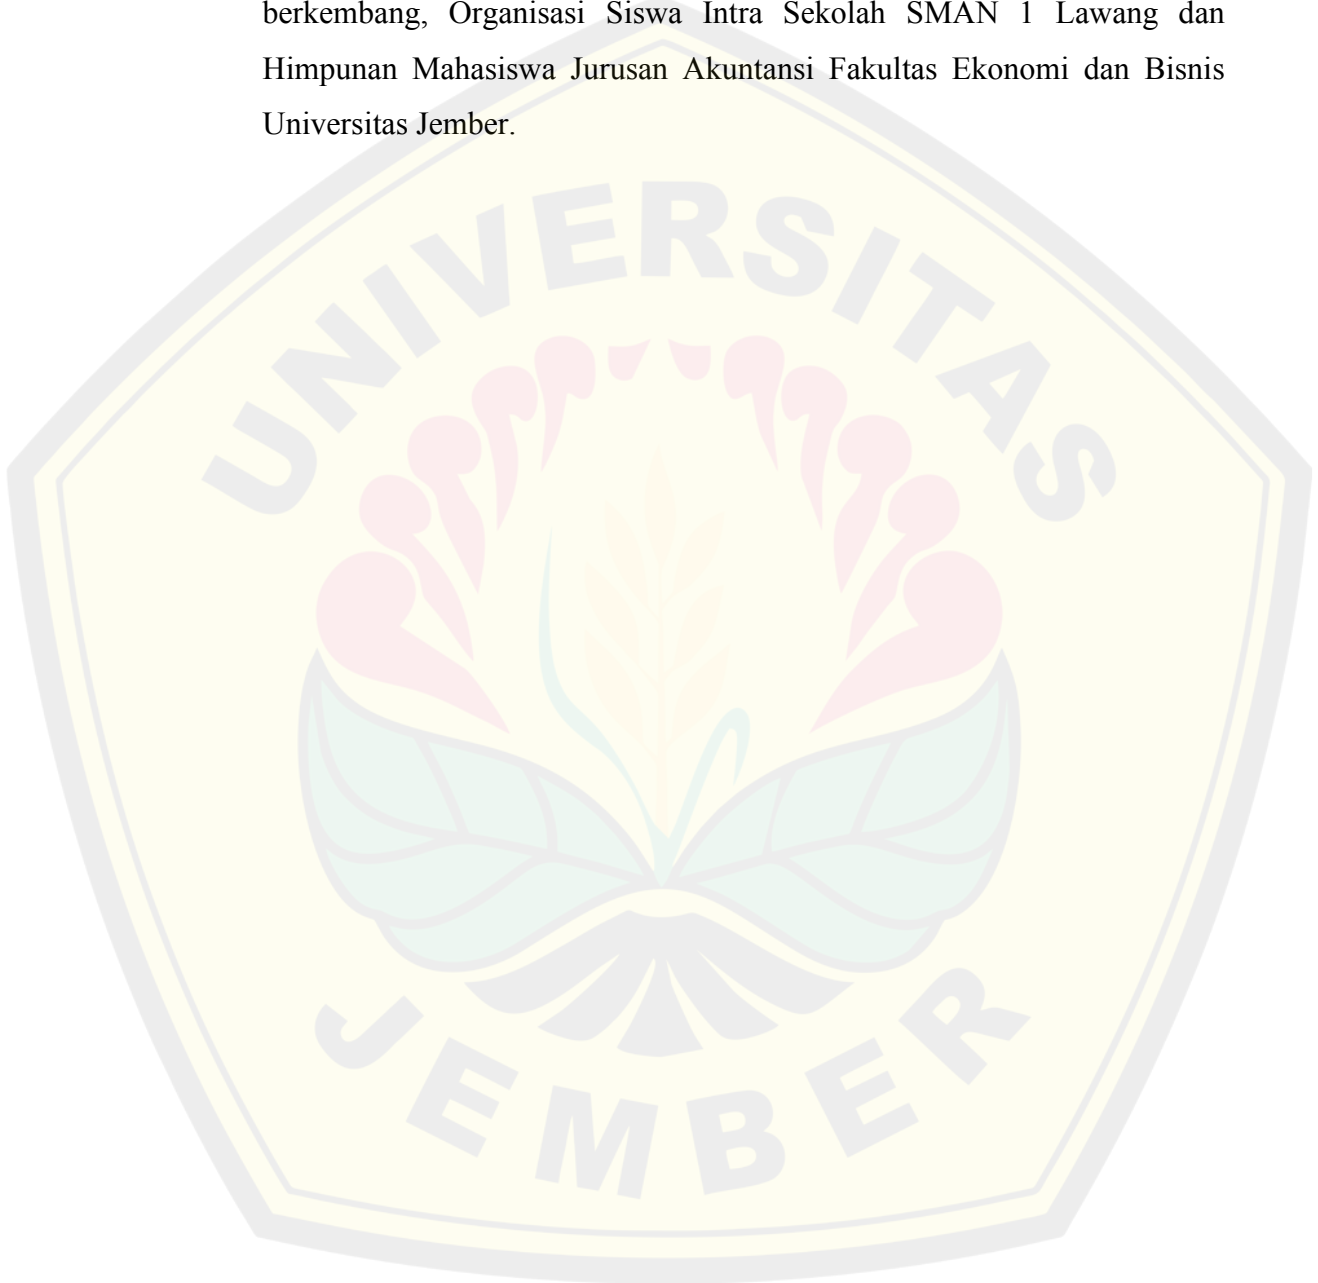 berkembang, Organisasi Siswa Intra Sekolah SMAN 1 Lawang dan
Himpunan Mahasiswa Jurusan Akuntansi Fakultas Ekonomi dan Bisnis
Universitas Jember.
UNIVERSITAS
JEMBER